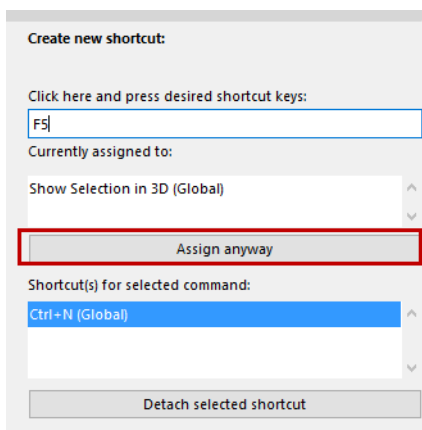 Create new shortcut:
Click here and press desired shortcut keys:
F5
Currently assigned to:
Show Selection in 3D (Global)
Assign anyway
Shortcut(s) for selected command:
Ctrl+N (Global)
Detach selected shortcut